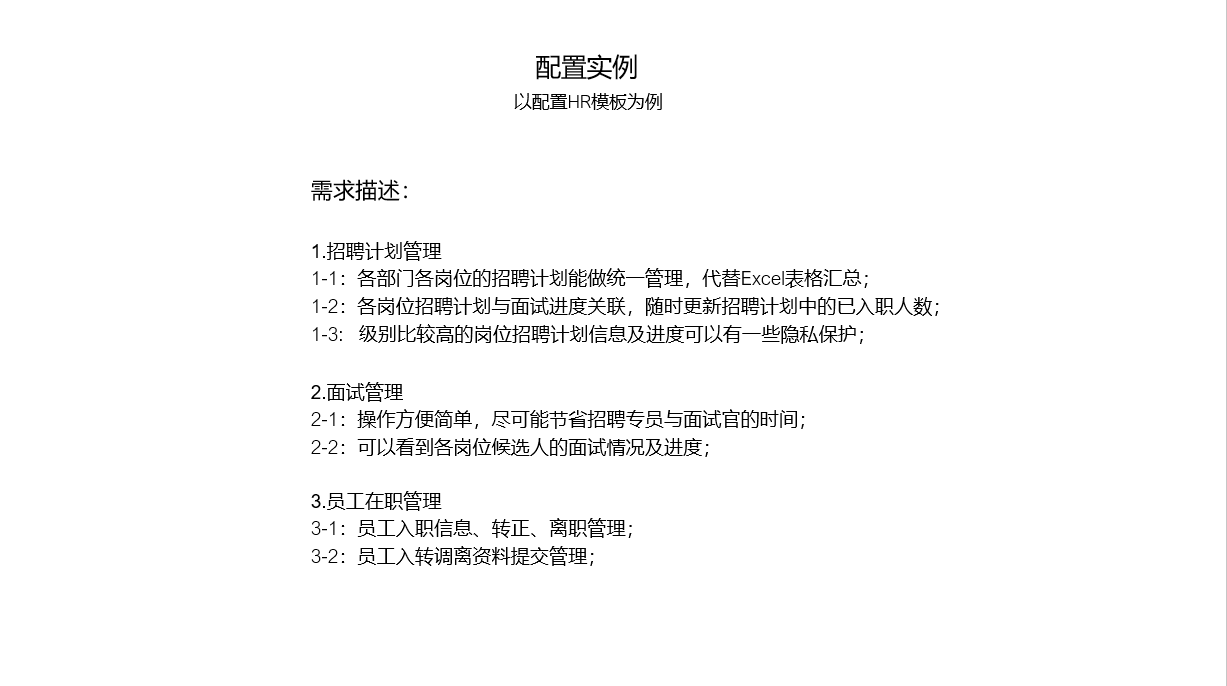 配置实例
以配置HR模板为例
需求描述：
1.招聘计划管理
1-1：各部门各岗位的招聘计划能做统一管理，代替Excel表格汇总；
1-2：各岗位招聘计划与面试进度关联，随时更新招聘计划中的已入职人数；
1-3： 级别比较高的岗位招聘计划信息及进度可以有一些隐私保护；
2.面试管理
2-1：操作方便简单，尽可能节省招聘专员与面试官的时间；
2-2：可以看到各岗位候选人的面试情况及进度；
3.员工在职管理
3-1：员工入职信息、转正、离职管理；
3-2：员工入转调离资料提交管理；